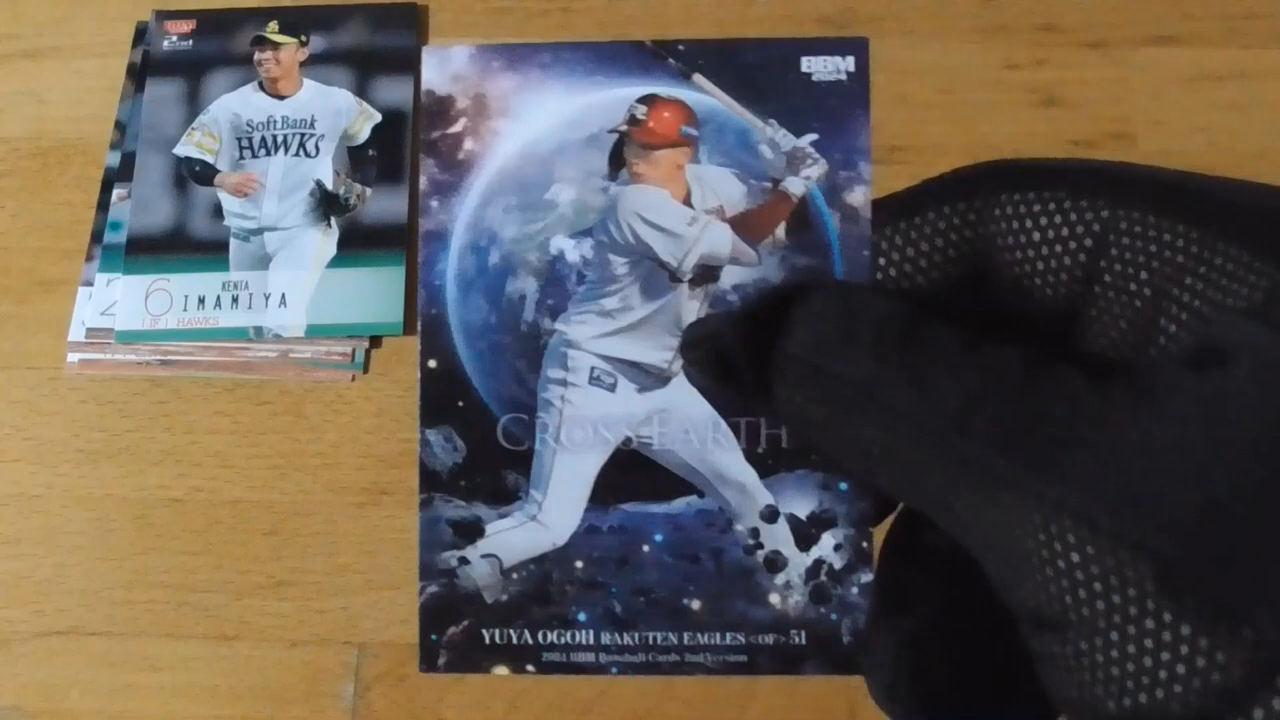 2nd
SoftBank
HAWKS
6 KENTA
IMAMIYA
| IF | HAWKS
BBM
2024
CROSS EARTH
YUYA OGOH RAKUTEN EAGLES <OF> 51
2024 BBM Baseball Cards 2nd Version